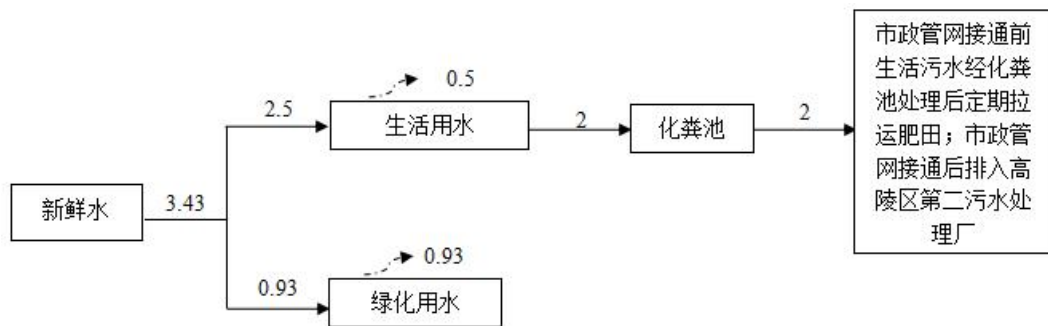 新鲜水
3.43
2.5
0.5
生活用水
2
化粪池
2
市政管网接通前
生活污水经化粪
池处理后定期拉
运肥田；市政管
网接通后排入高
陵区第二污水处
理厂
0.93
0.93
绿化用水